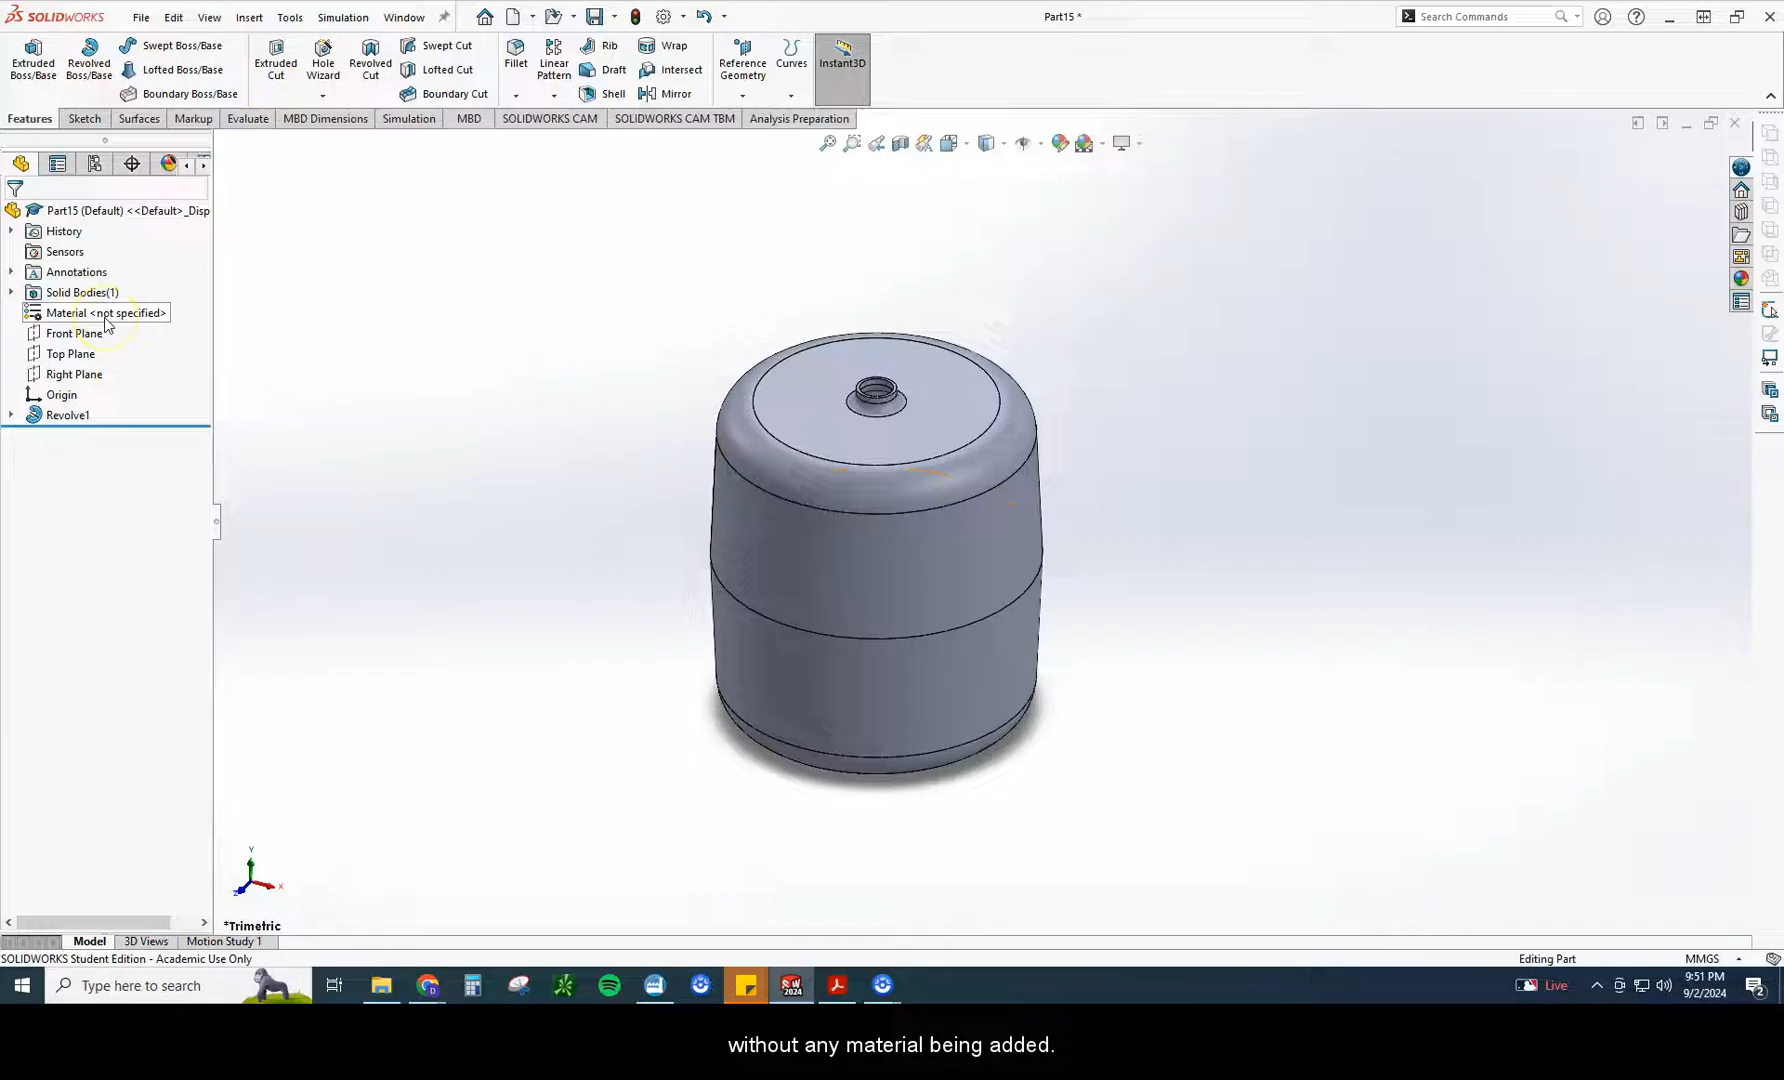 SOLIDWORKS File Edit View Insert Tools Simulation Window Part15 * Search Commands
Extruded Boss/Base
Revolved Boss/Base
Swept Boss/Base
Lofted Boss/Base
Boundary Boss/Base
Extruded Cut
Hole Wizard
Revolved Cut
Swept Cut
Lofted Cut
Boundary Cut
Fillet
Linear Pattern
Rib
Draft
Shell
Wrap
Intersect
Mirror
Reference Geometry
Curves
Instant3D
Features Sketch Surfaces Markup Evaluate MBD Dimensions Simulation MBD SOLIDWORKS CAM SOLIDWORKS CAM TBM Analysis Preparation
Part15 (Default) <<Default>_Disp
History
Sensors
Annotations
Solid Bodies(1)
Material <not specified>
Front Plane
Top Plane
Right Plane
Origin
Revolve1
Y
X
Z
*Trimetric
Model 3D Views Motion Study 1
SOLIDWORKS Student Edition - Academic Use Only Editing Part MMGS
Type here to search
SW
2024
Live
9:51 PM
9/2/2024
2
without any material being added.